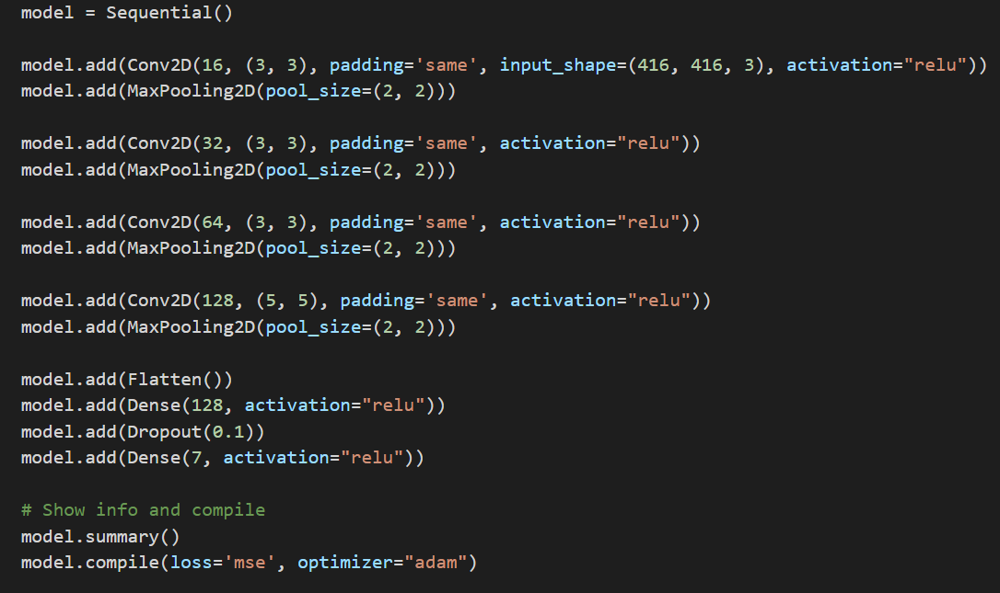 model = Sequential()
model.add(Conv2D(16, (3, 3), padding='same', input_shape=(416, 416, 3), activation="relu"))
model.add(MaxPooling2D(pool_size=(2, 2)))
model.add(Conv2D(32, (3, 3), padding='same', activation="relu"))
model.add(MaxPooling2D(pool_size=(2, 2)))
model.add(Conv2D(64, (3, 3), padding='same', activation="relu"))
model.add(MaxPooling2D(pool_size=(2, 2)))
model.add(Conv2D(128, (5, 5), padding='same', activation="relu"))
model.add(MaxPooling2D(pool_size=(2, 2)))
model.add(Flatten())
model.add(Dense(128, activation="relu"))
model.add(Dropout(0.1))
model.add(Dense(7, activation="relu"))
# Show info and compile
model.summary()
model.compile(loss='mse', optimizer="adam")